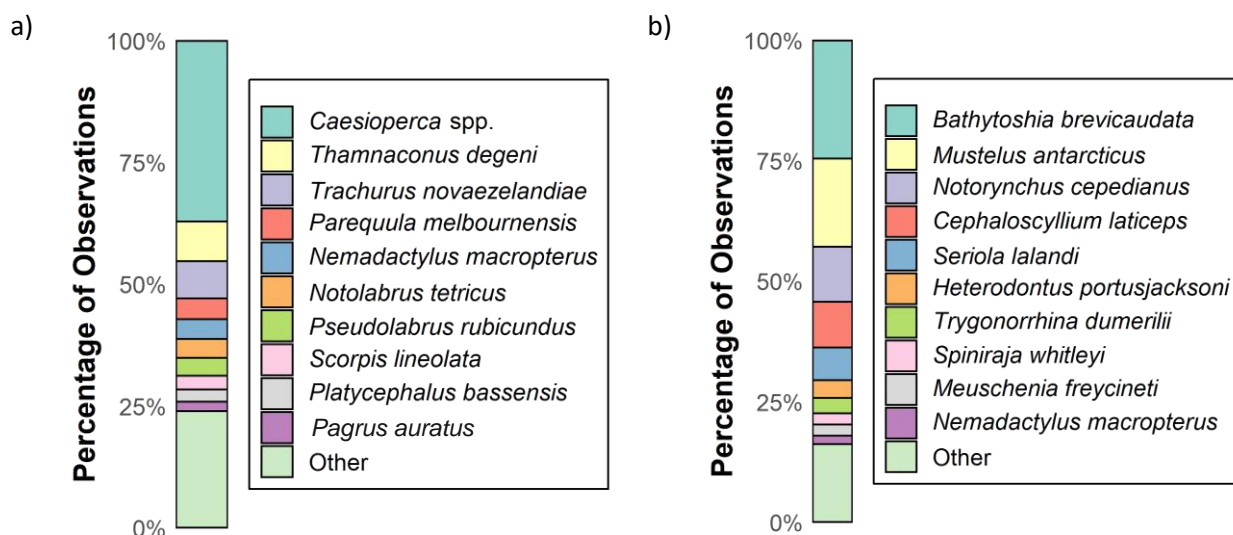 a)
100%
75%
50%
25%
0%
Percentage of Observations
Caesioperca spp.
Thamnaconus degeni
Trachurus novaezelandiae
Parequula melbournensis
Nemadactylus macropterus
Notolabrus tetricus
Pseudolabrus rubicundus
Scorpis lineolata
Platycephalus bassensis
Pagrus auratus
Other
b)
100%
75%
50%
25%
0%
Percentage of Observations
Bathytoshia brevicaudata
Mustelus antarcticus
Notorynchus cepedianus
Cephaloscyllium laticeps
Seriola lalandi
Heterodontus portusjacksoni
Trygonorrhina dumerilii
Spiniraja whitleyi
Meuschenia freycineti
Nemadactylus macropterus
Other